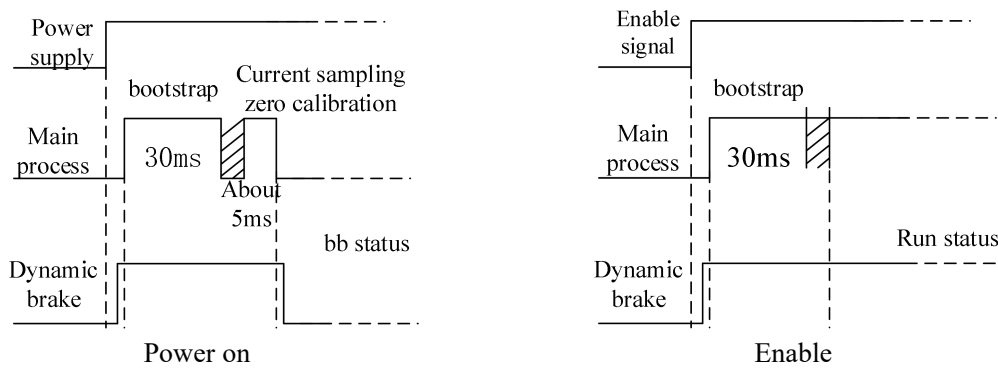 Power
supply
Current sampling
zero calibration
bootstrap
Main
process
30ms
About
5ms
bb status
Dynamic
brake
Power on
Enable
signal
bootstrap
Main
process
30ms
Run status
Dynamic
brake
Enable